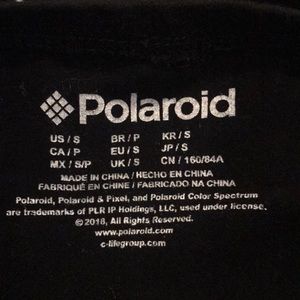 Polaroid
US / S BR / P KR / S
CA / P EU / S JP / S
MX / S/P UK / S CN / 160/84A
MADE IN CHINA / HECHO EN CHINA
FABRIQUÉ EN CHINE / FABRICADO NA CHINA
Polaroid, Polaroid & Pixel, and Polaroid Color Spectrum
are trademarks of PLR IP Holdings, LLC, used under license.
©2018, All Rights Reserved.
www.polaroid.com
c-lifegroup.com